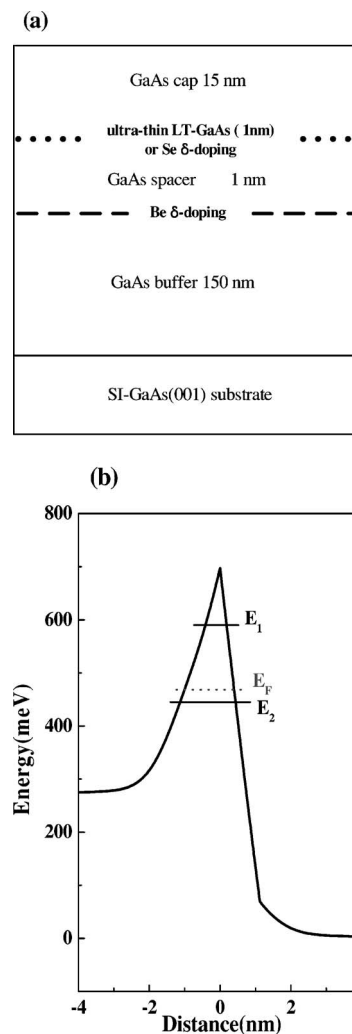 (a)
GaAs cap 15 nm
ultra-thin LT-GaAs ( 1nm)
or Se δ-doping
GaAs spacer 1 nm
Be δ-doping
GaAs buffer 150 nm
SI-GaAs(001) substrate
(b)
800
600
400
200
0
Energy(meV)
E1
EF
E2
-4
-2
0
2
Distance(nm)